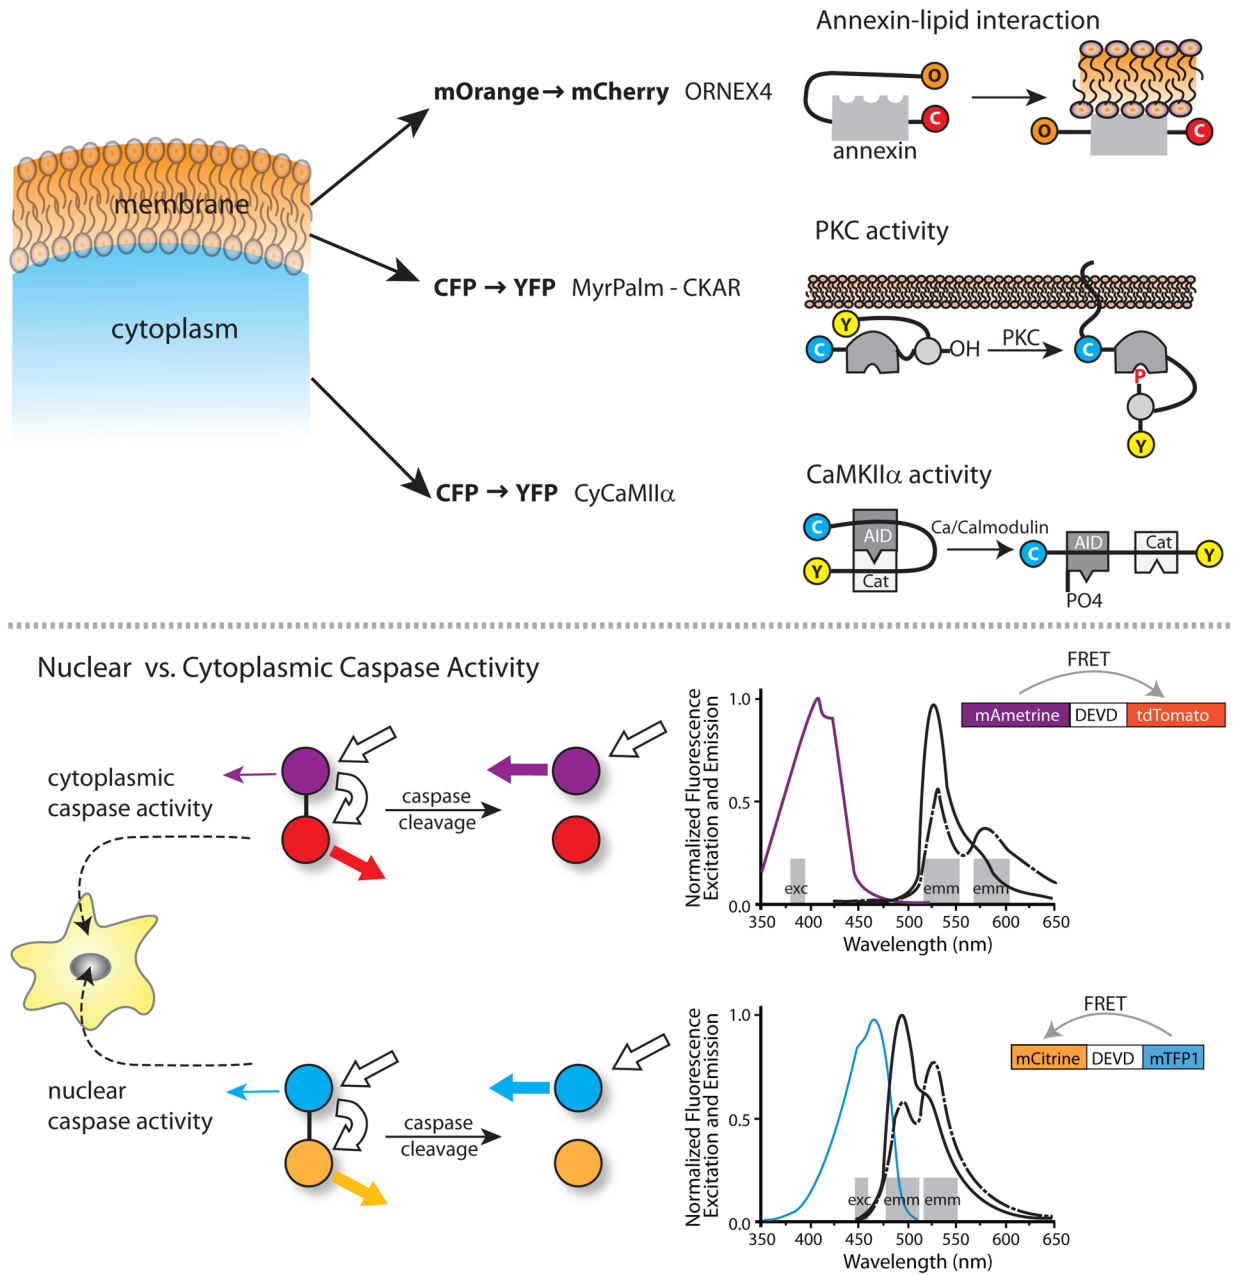 Annexin-lipid interaction
mOrange→ mCherry ORNEX4
O
C
annexin
O
C
membrane
cytoplasm
PKC activity
CFP → YFP MyrPalm - CKAR
Y
C
OH
PKC
C
P
Y
CaMKIIα activity
CFP → YFP CyCaMIIα
C
AID
Y
Cat
Ca/Calmodulin
C
AID
Cat
Y
PO4
Nuclear vs. Cytoplasmic Caspase Activity
cytoplasmic
caspase activity
caspase
cleavage
FRET
mAmetrine DEVD tdTomato
Normalized Fluorescence
Excitation and Emission
1.0
0.5
0.0
exc
emm
emm
350 400 450 500 550 600 650
Wavelength (nm)
nuclear
caspase activity
caspase
cleavage
FRET
mCitrine DEVD mTFP1
Normalized Fluorescence
Excitation and Emission
1.0
0.5
0.0
exc
emm
emm
350 400 450 500 550 600 650
Wavelength (nm)